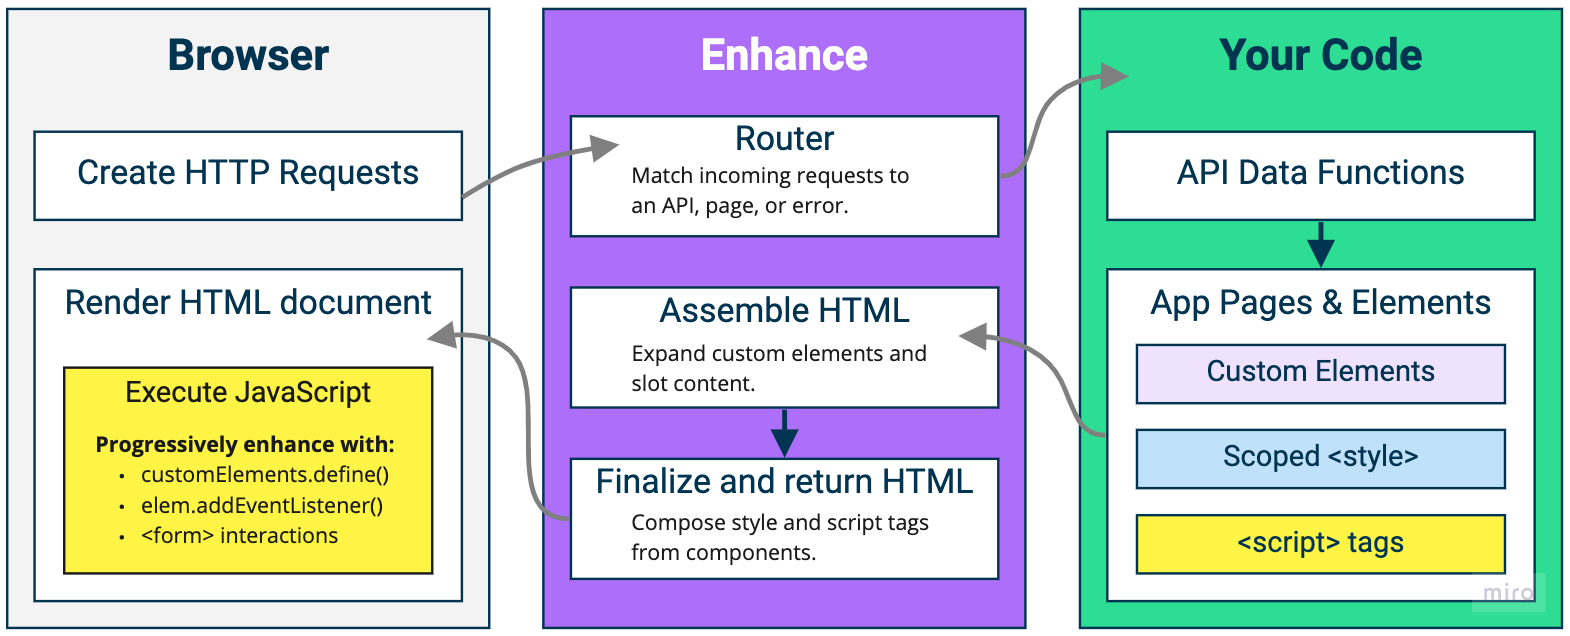 Browser
Create HTTP Requests
Render HTML document
Execute JavaScript
Progressively enhance with:
• customElements.define()
• elem.addEventListener()
• <form> interactions
Enhance
Router
Match incoming requests to
an API, page, or error.
Assemble HTML
Expand custom elements and
slot content.
Finalize and return HTML
Compose style and script tags
from components.
Your Code
API Data Functions
App Pages & Elements
Custom Elements
Scoped <style>
<script> tags
miro